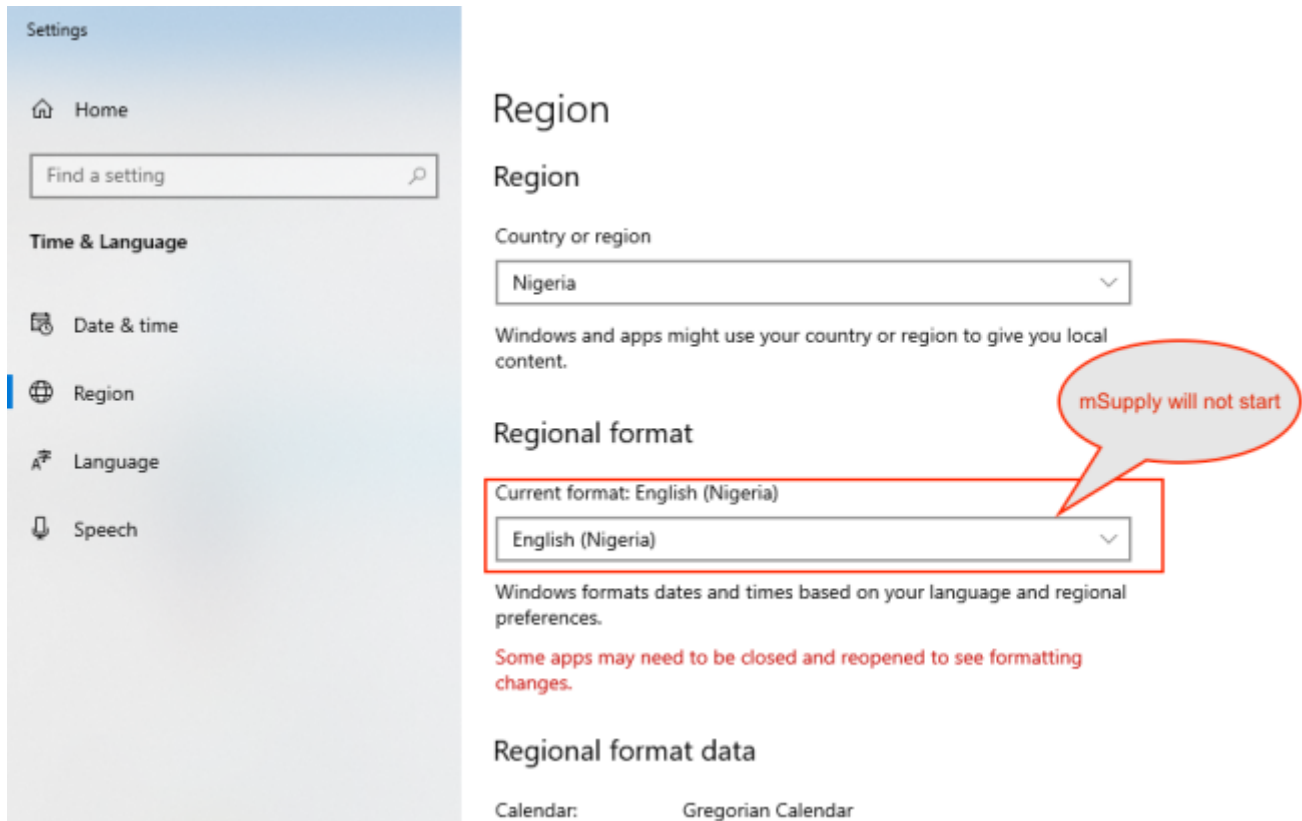 Settings
Home
Find a setting
Time & Language
Date & time
Region
Language
Speech
Region
Region
Country or region
Nigeria
Windows and apps might use your country or region to give you local
content.
mSupply will not start
Regional format
Current format: English (Nigeria)
English (Nigeria)
Windows formats dates and times based on your language and regional
preferences.
Some apps may need to be closed and reopened to see formatting
changes.
Regional format data
Calendar: Gregorian Calendar